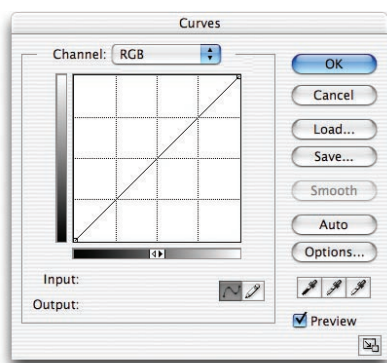 Curves
Channel: RGB
OK
Cancel
Load...
Save...
Smooth
Auto
Options...
Input:
Output:
Preview